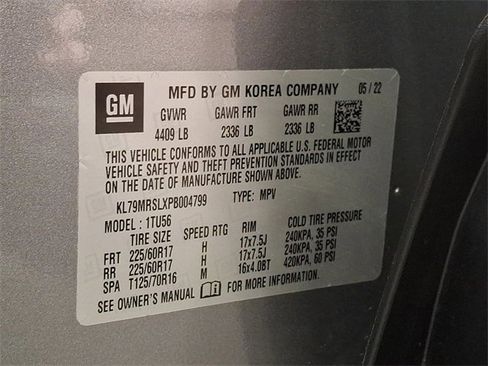 GM MFD BY GM KOREA COMPANY 05/22
GVWR GAWR FRT GAWR RR
4409 LB 2336 LB 2336 LB
THIS VEHICLE CONFORMS TO ALL APPLICABLE U.S. FEDERAL MOTOR
VEHICLE SAFETY AND THEFT PREVENTION STANDARDS IN EFFECT
ON THE DATE OF MANUFACTURE SHOWN ABOVE.
KL79MRSLXPB004799 TYPE: MPV
MODEL : 1TU56
TIRE SIZE SPEED RTG RIM COLD TIRE PRESSURE
FRT 225/60R17 H 17x7.5J 240KPA, 35 PSI
RR 225/60R17 H 17x7.5J 240KPA, 35 PSI
SPA T125/70R16 M 16x4.0BT 420KPA, 60 PSI
SEE OWNER'S MANUAL FOR MORE INFORMATION.